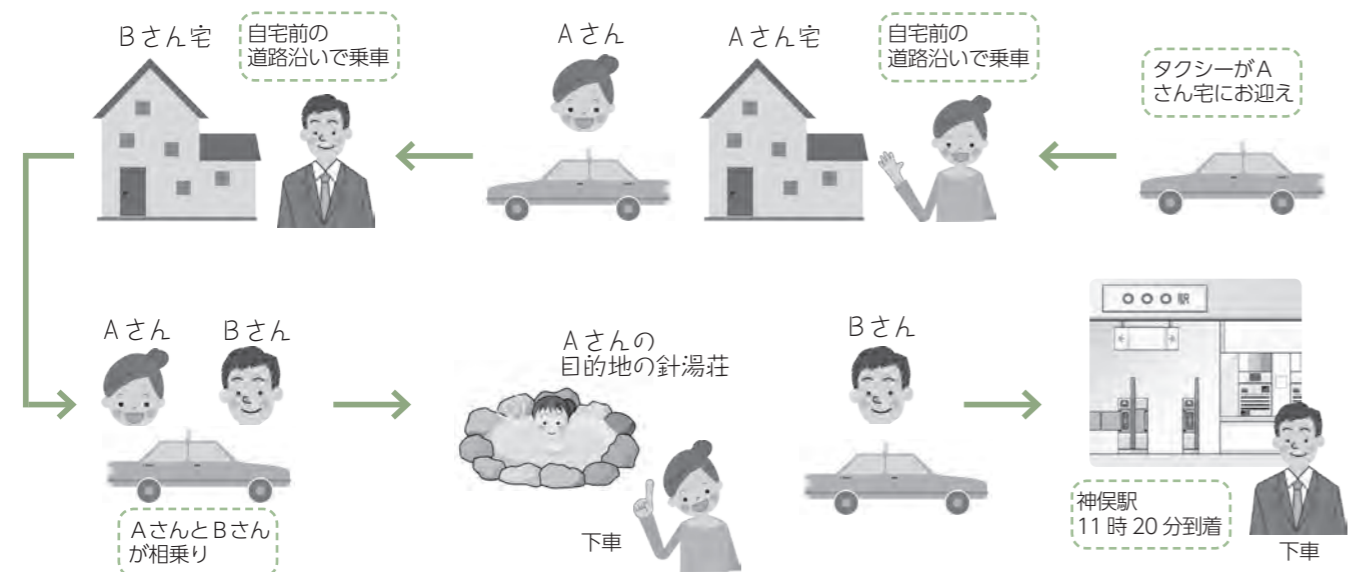 タクシーがA
さん宅にお迎え
Aさん宅
自宅前の
道路沿いで乗車
Aさん
Bさん宅
自宅前の
道路沿いで乗車
Aさん
Bさん
AさんとBさん
が相乗り
Aさんの
目的地の針湯荘
下車
Bさん
○○○駅
神俣駅
11時20分到着
下車